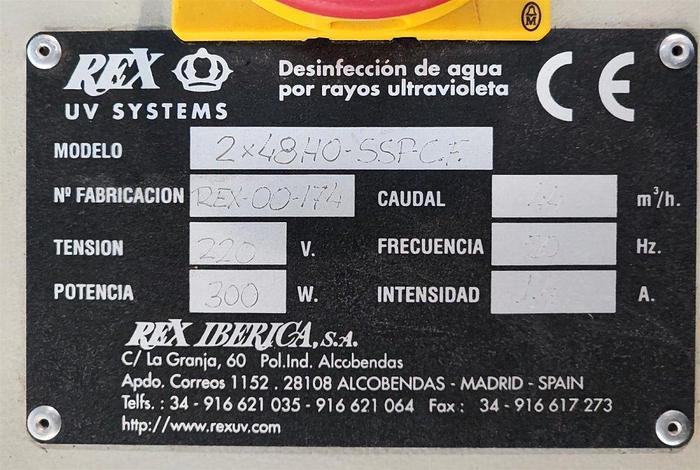 REX
UV SYSTEMS
Desinfección de agua
por rayos ultravioleta
CE
MODELO 2x48HO-SSP-C.F.
Nº FABRICACION REX-00-174 CAUDAL m³/h.
TENSION 220 V. FRECUENCIA 50 Hz.
POTENCIA 300 W. INTENSIDAD A.
REX IBERICA, S.A.
C/ La Granja, 60 Pol.Ind. Alcobendas
Apdo. Correos 1152 . 28108 ALCOBENDAS - MADRID - SPAIN
Telfs. : 34 - 916 621 035 - 916 621 064 Fax : 34 - 916 617 273
http://www.rexuv.com